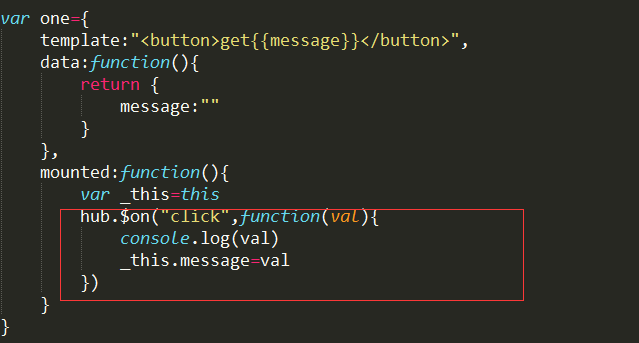 var one={
    template:"<button>get{{message}}</button>",
    data:function(){
        return {
            message:""
        }
    },
    mounted:function(){
        var _this=this
        hub.$on("click",function(val){
            console.log(val)
            _this.message=val
        })
    }
}